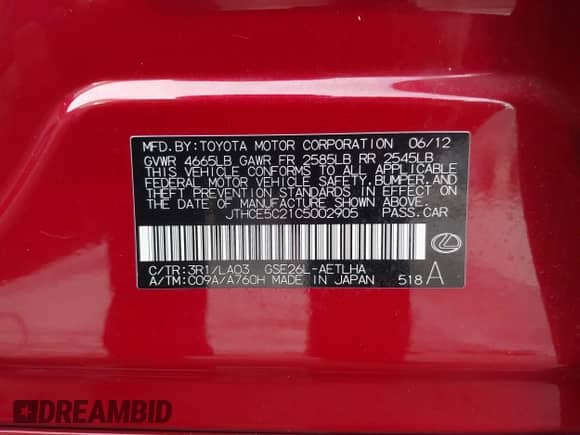 MFD.BY:TOYOTA MOTOR CORPORATION 06/12
GVWR 4665LB GAWR FR 2585LB RR 2545LB
THIS VEHICLE CONFORMS TO ALL APPLICABLE
FEDERAL MOTOR VEHICLE SAFETY,BUMPER,AND
THEFT PREVENTION STANDARDS IN EFFECT ON
THE DATE OF MANUFACTURE SHOWN ABOVE.
JTHCE5C21C5002905 PASS.CAR
C/TR:3R1/LA03 GSE26L-AETLHA
A/TM:C09A/A760H MADE IN JAPAN 518 A
DREAMBID